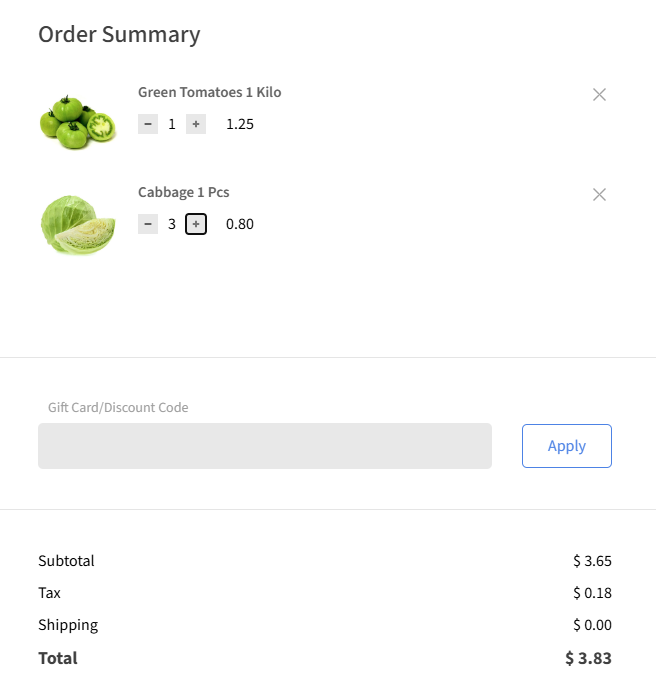 Order Summary
Green Tomatoes 1 Kilo
− 1 + 1.25
Cabbage 1 Pcs
− 3 + 0.80
Gift Card/Discount Code
Apply
Subtotal $ 3.65
Tax $ 0.18
Shipping $ 0.00
Total $ 3.83